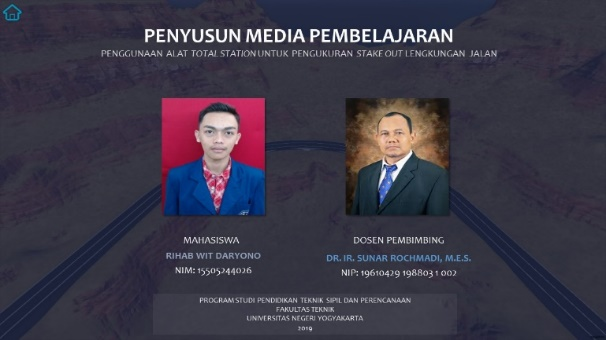 PENYUSUN MEDIA PEMBELAJARAN
PENGGUNAAN ALAT TOTAL STATION UNTUK PENGUKURAN STAKE OUT LENGKUNGAN JALAN
MAHASISWA
RIHAB WIT DARYONO
NIM: 15505244026
DOSEN PEMBIMBING
DR. IR. SUNAR ROCHMADI, M.E.S.
NIP: 19610429 198803 1 002
PROGRAM STUDI PENDIDIKAN TEKNIK SIPIL DAN PERENCANAAN
FAKULTAS TEKNIK
UNIVERSITAS NEGERI YOGYAKARTA
2019